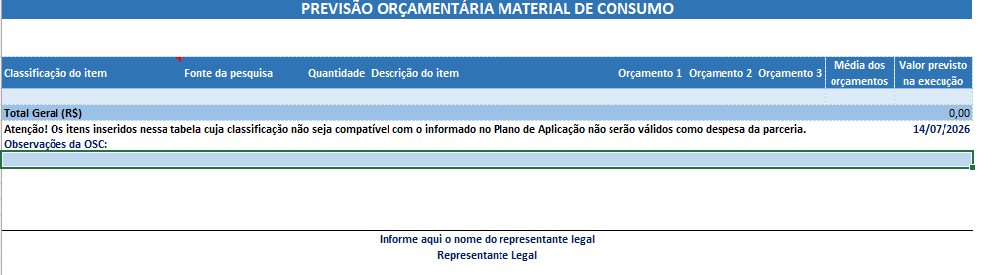 PREVISÃO ORÇAMENTÁRIA MATERIAL DE CONSUMO
Classificação do item Fonte da pesquisa Quantidade Descrição do item Orçamento 1 Orçamento 2 Orçamento 3 Média dos orçamentos Valor previsto na execução
Total Geral (R$) 0,00
Atenção! Os itens inseridos nessa tabela cuja classificação não seja compatível com o informado no Plano de Aplicação não serão válidos como despesa da parceria. 14/07/2026
Observações da OSC:
Informe aqui o nome do representante legal
Representante Legal